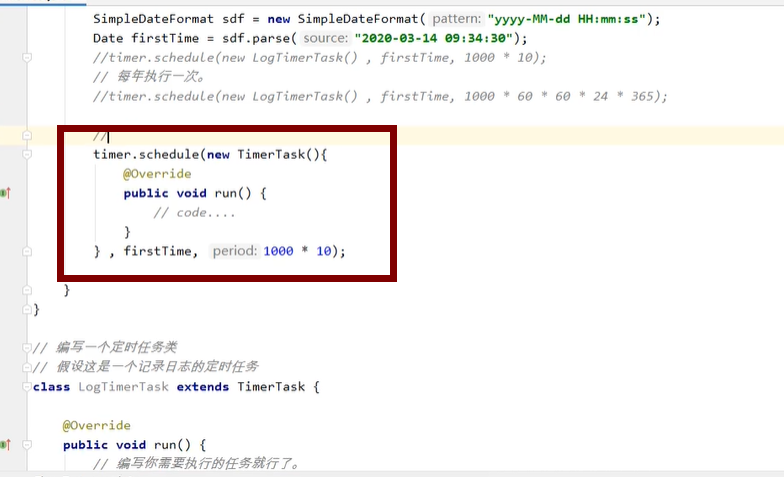 SimpleDateFormat sdf = new SimpleDateFormat( pattern: "yyyy-MM-dd HH:mm:ss");
Date firstTime = sdf.parse( source: "2020-03-14 09:34:30");
//timer.schedule(new LogTimerTask() , firstTime, 1000 * 10);
// 每年执行一次。
//timer.schedule(new LogTimerTask() , firstTime, 1000 * 60 * 60 * 24 * 365);
//
timer.schedule(new TimerTask(){
@Override
public void run() {
// code....
}
} , firstTime, period: 1000 * 10);
}
}
// 编写一个定时任务类
// 假设这是一个记录日志的定时任务
class LogTimerTask extends TimerTask {
@Override
public void run() {
// 编写你需要执行的任务就行了。